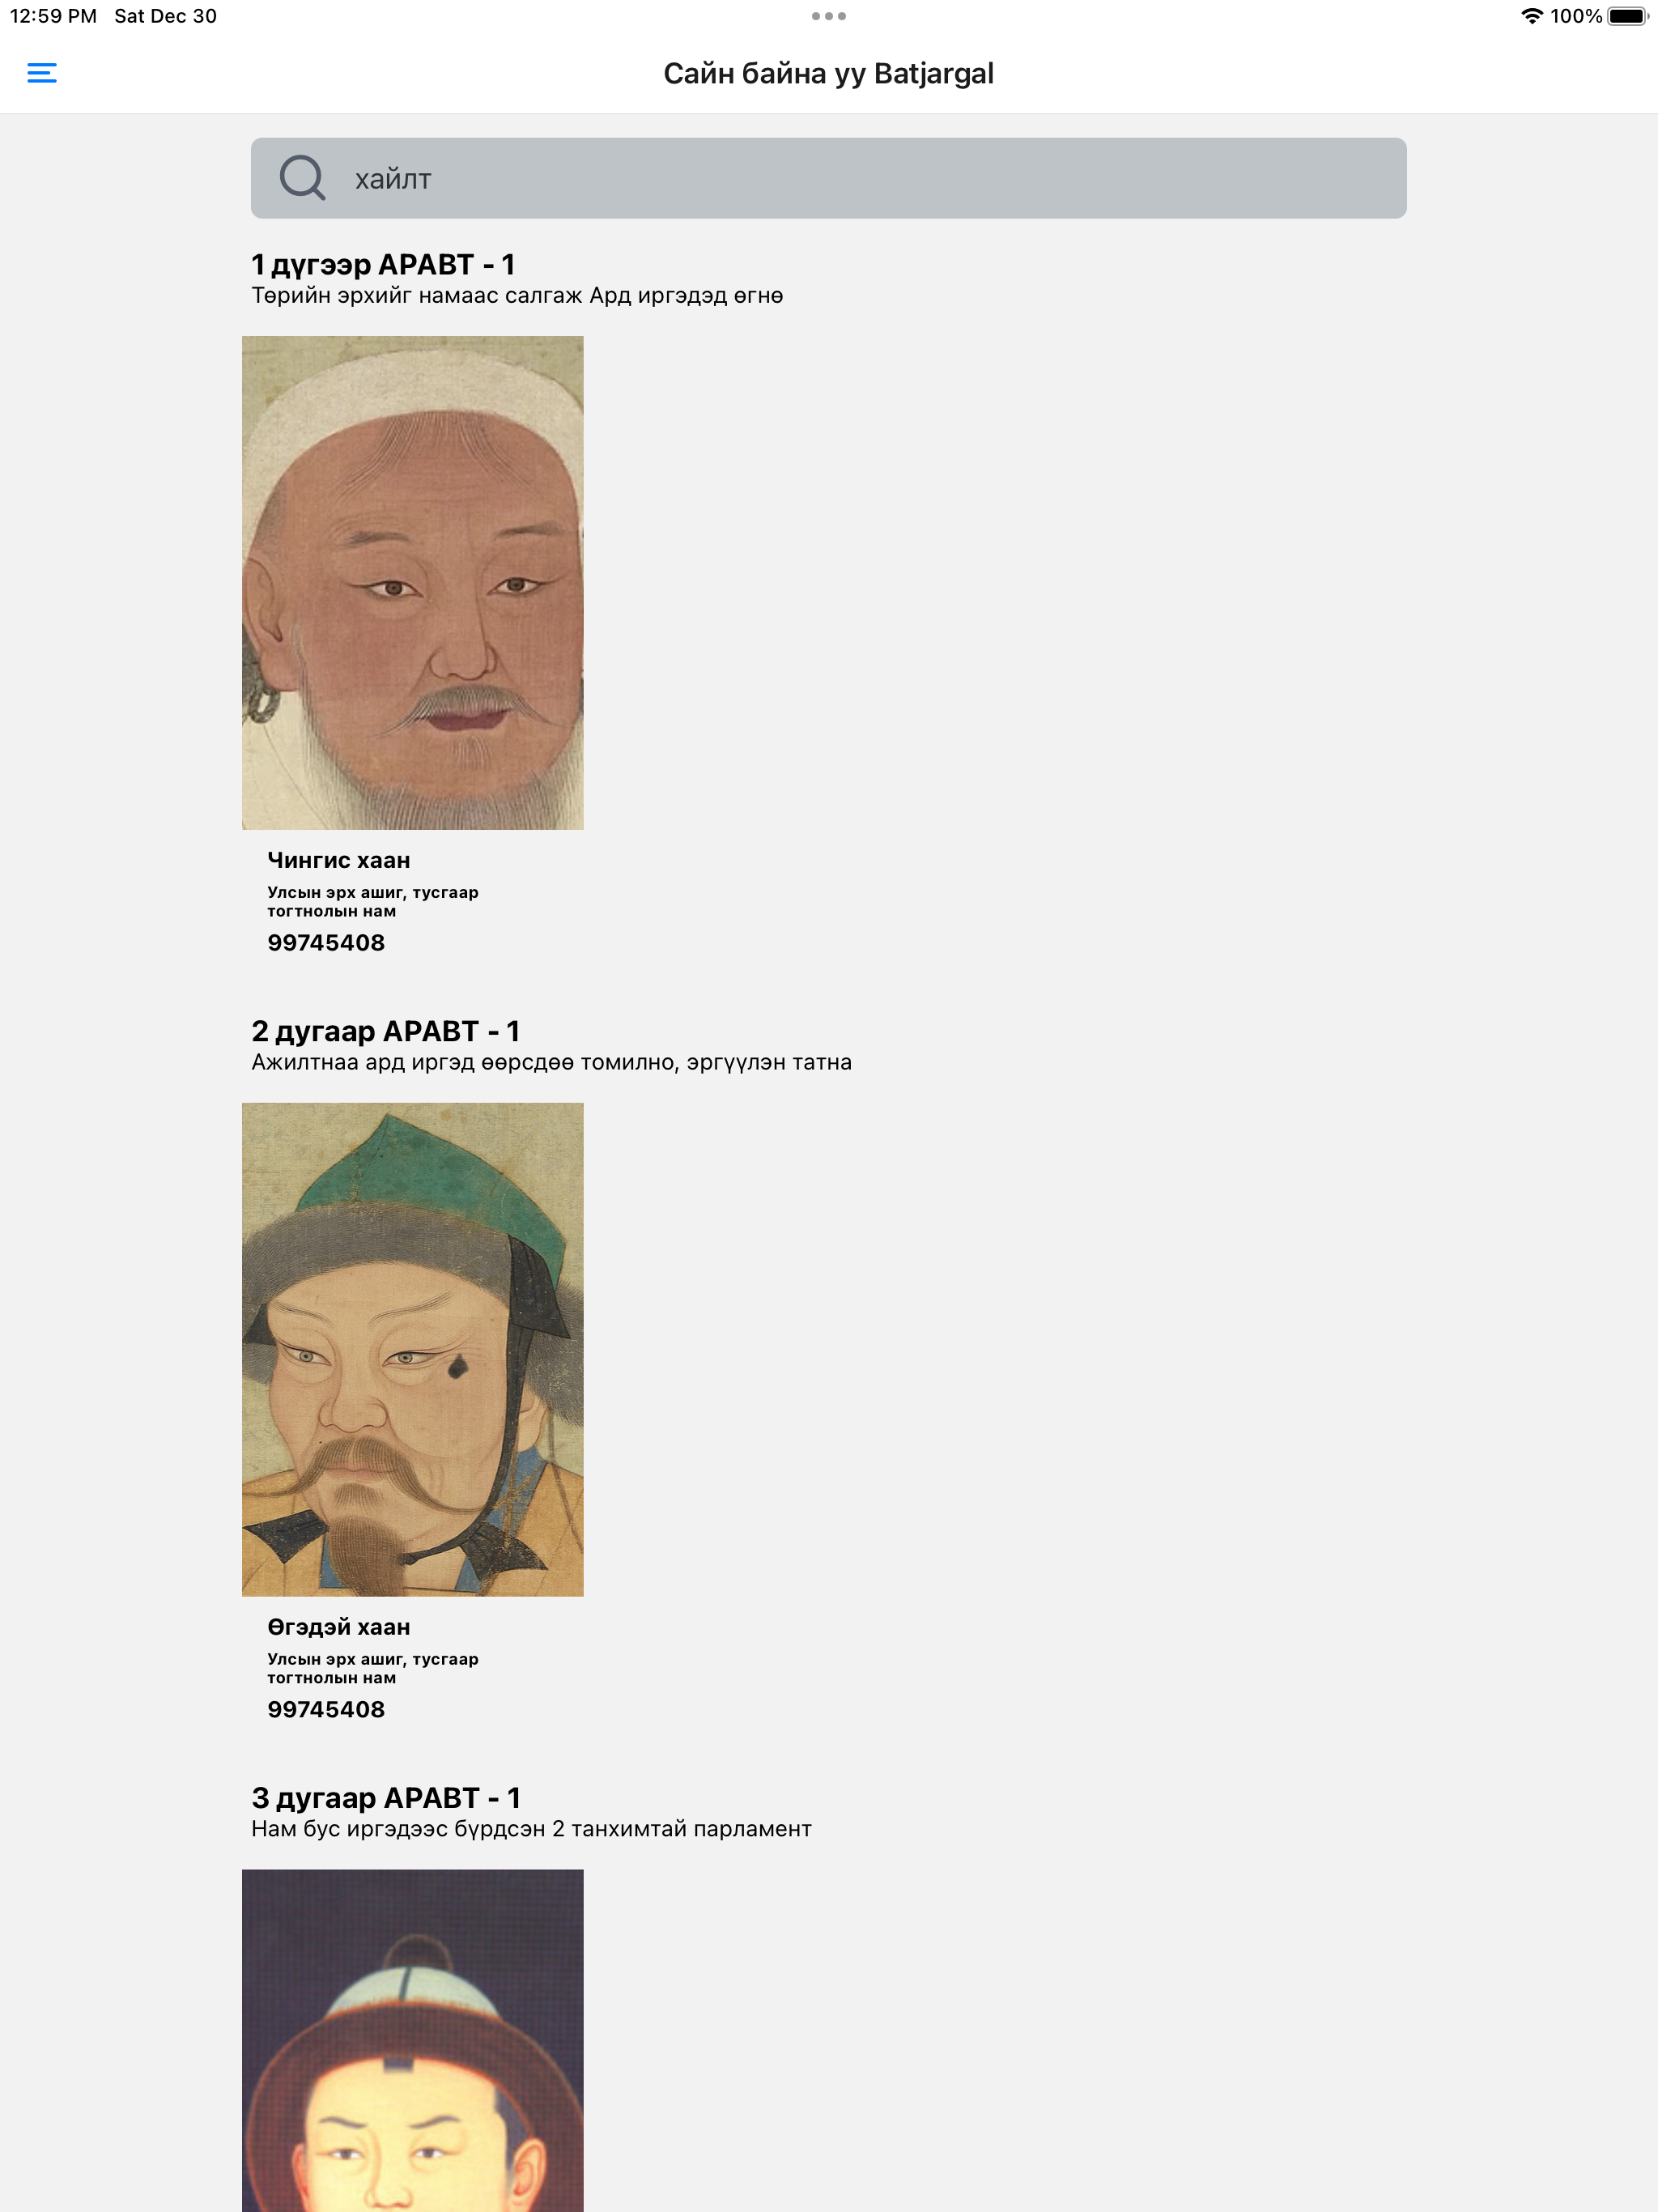 12:59 PM Sat Dec 30
100%
Сайн байна уу Batjargal
хайлт
1 дүгээр АРАВТ - 1
Төрийн эрхийг намаас салгаж Ард иргэдэд өгнө
Чингис хаан
Улсын эрх ашиг, тусгаар
тогтнолын нам
99745408
2 дугаар АРАВТ - 1
Ажилтнаа ард иргэд өөрсдөө томилно, эргүүлэн татна
Өгэдэй хаан
Улсын эрх ашиг, тусгаар
тогтнолын нам
99745408
3 дугаар АРАВТ - 1
Нам бус иргэдээс бүрдсэн 2 танхимтай парламент